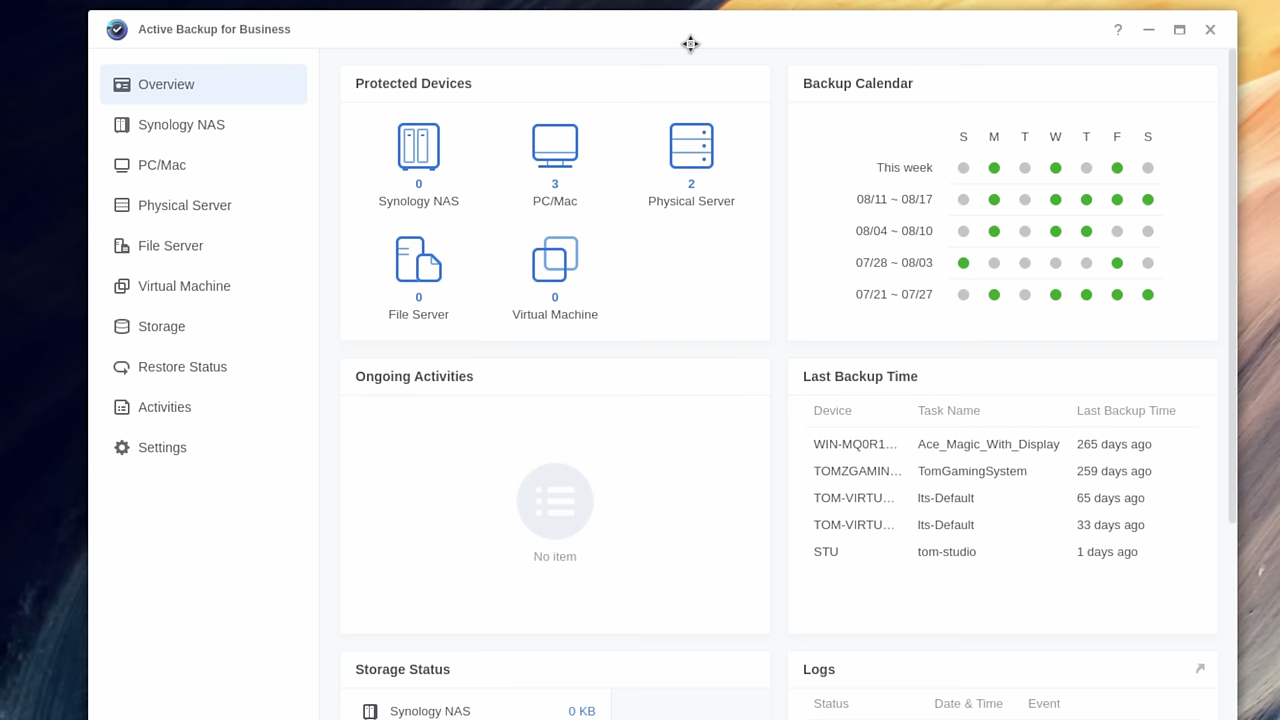 Active Backup for Business
?
Overview
Synology NAS
PC/Mac
Physical Server
File Server
Virtual Machine
Storage
Restore Status
Activities
Settings
Protected Devices
0 3 2
Synology NAS PC/Mac Physical Server
0 0
File Server Virtual Machine
Backup Calendar
S M T W T F S
This week
08/11 ~ 08/17
08/04 ~ 08/10
07/28 ~ 08/03
07/21 ~ 07/27
Ongoing Activities
No item
Last Backup Time
Device Task Name Last Backup Time
WIN-MQ0R1... Ace_Magic_With_Display 265 days ago
TOMZGAMIN... TomGamingSystem 259 days ago
TOM-VIRTU... lts-Default 65 days ago
TOM-VIRTU... lts-Default 33 days ago
STU tom-studio 1 days ago
Storage Status
Synology NAS 0 KB
Logs
Status Date & Time Event